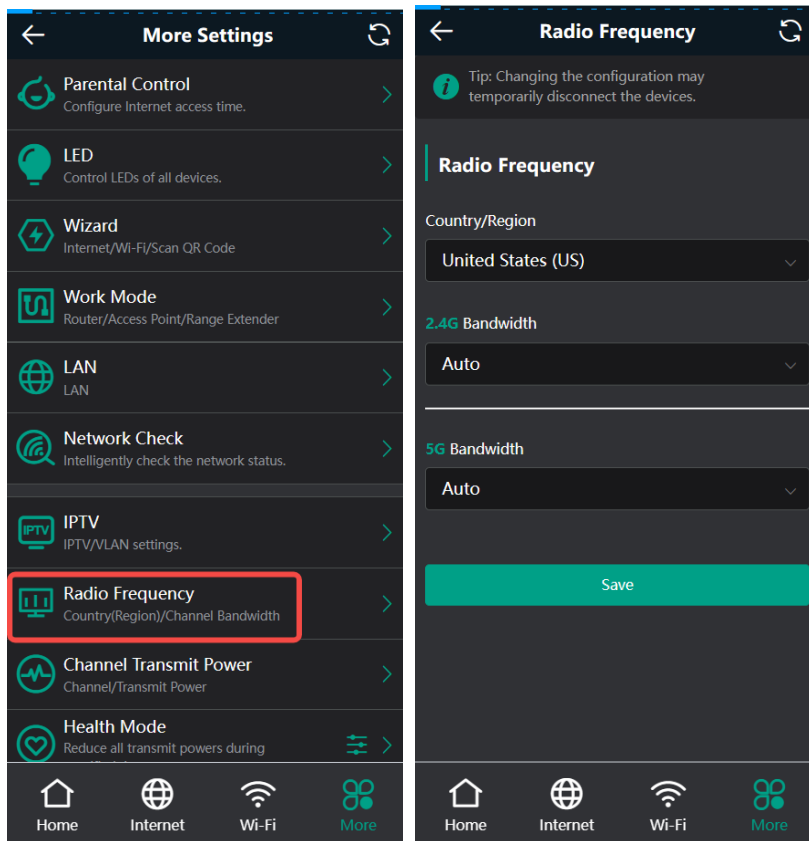 More Settings
Parental Control
Configure Internet access time.
LED
Control LEDs of all devices.
Wizard
Internet/Wi-Fi/Scan QR Code
Work Mode
Router/Access Point/Range Extender
LAN
LAN
Network Check
Intelligently check the network status.
IPTV
IPTV
IPTV/VLAN settings.
Radio Frequency
Country(Region)/Channel Bandwidth
Channel Transmit Power
Channel/Transmit Power
Health Mode
Reduce all transmit powers during
Home Internet Wi-Fi More
Radio Frequency
Tip: Changing the configuration may
temporarily disconnect the devices.
Radio Frequency
Country/Region
United States (US)
2.4G Bandwidth
Auto
5G Bandwidth
Auto
Save
Home Internet Wi-Fi More